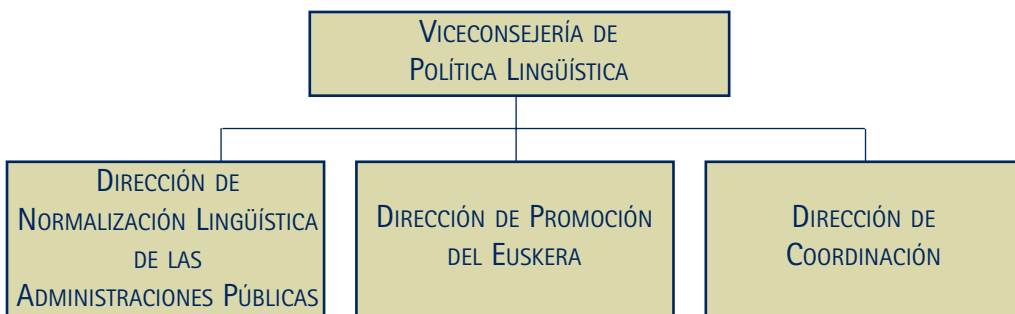 Viceconsejería de
Política Lingüística
Dirección de
Normalización Lingüística
de las
Administraciones Públicas
Dirección de Promoción
del Euskera
Dirección de
Coordinación